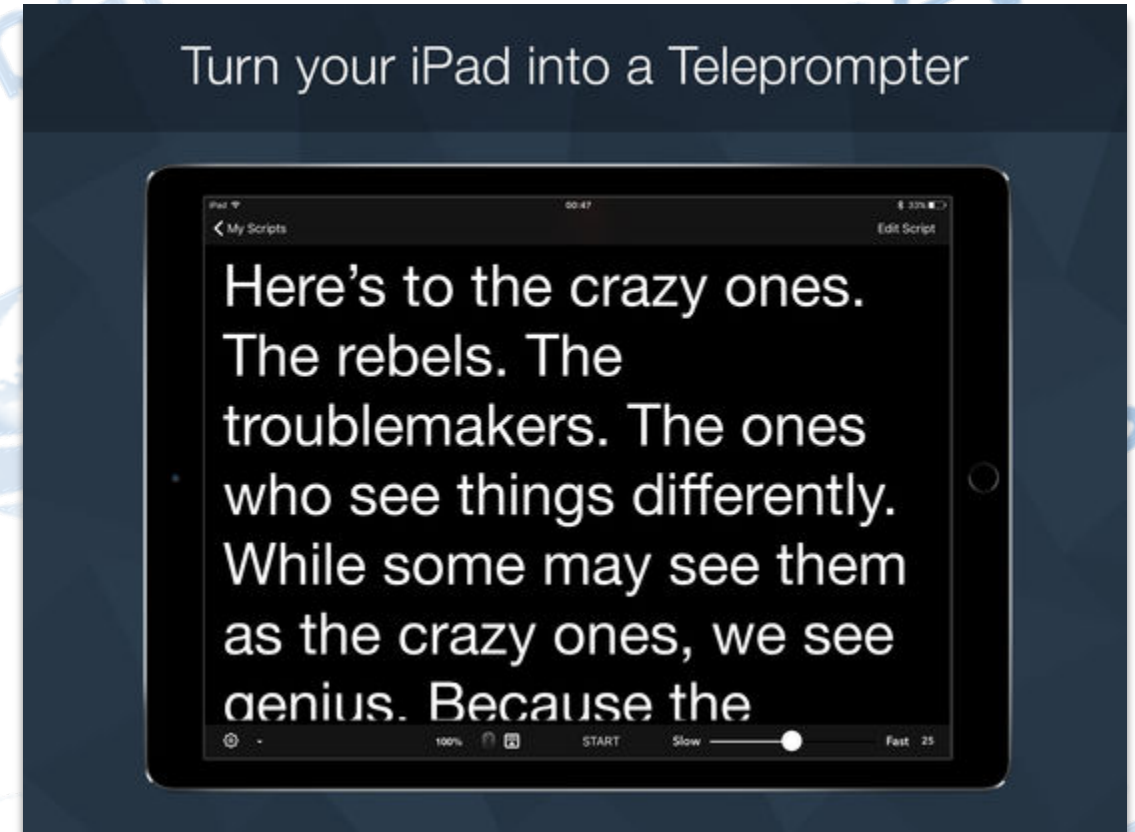 Turn your iPad into a Teleprompter
iPad 00:47 33%
My Scripts Edit Script
Here's to the crazy ones.
The rebels. The
troublemakers. The ones
who see things differently.
While some may see them
as the crazy ones, we see
genius. Because the
100% START Slow Fast 25